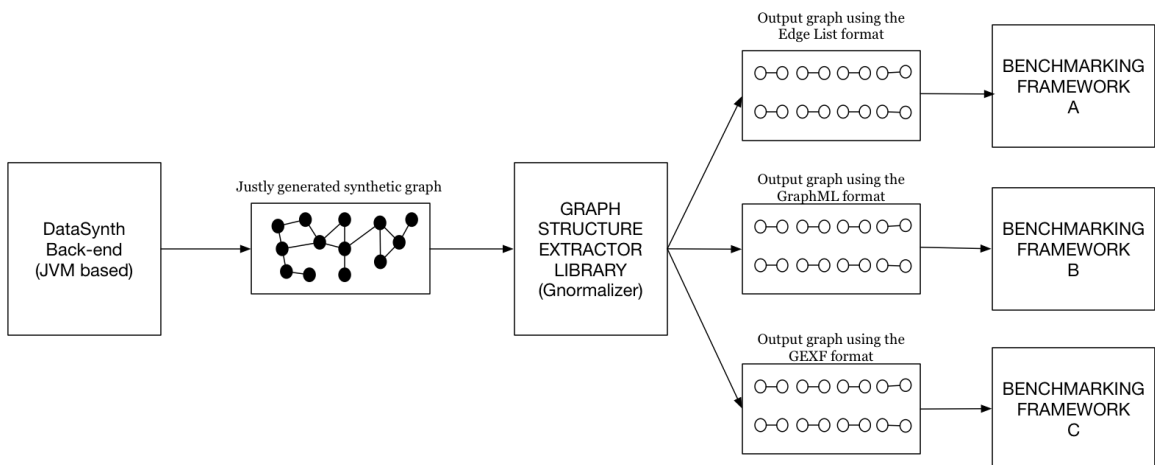 DataSynth
Back-end
(JVM based)
Justly generated synthetic graph
GRAPH
STRUCTURE
EXTRACTOR
LIBRARY
(Gnormalizer)
Output graph using the
Edge List format
BENCHMARKING
FRAMEWORK
A
Output graph using the
GraphML format
BENCHMARKING
FRAMEWORK
B
Output graph using the
GEXF format
BENCHMARKING
FRAMEWORK
C